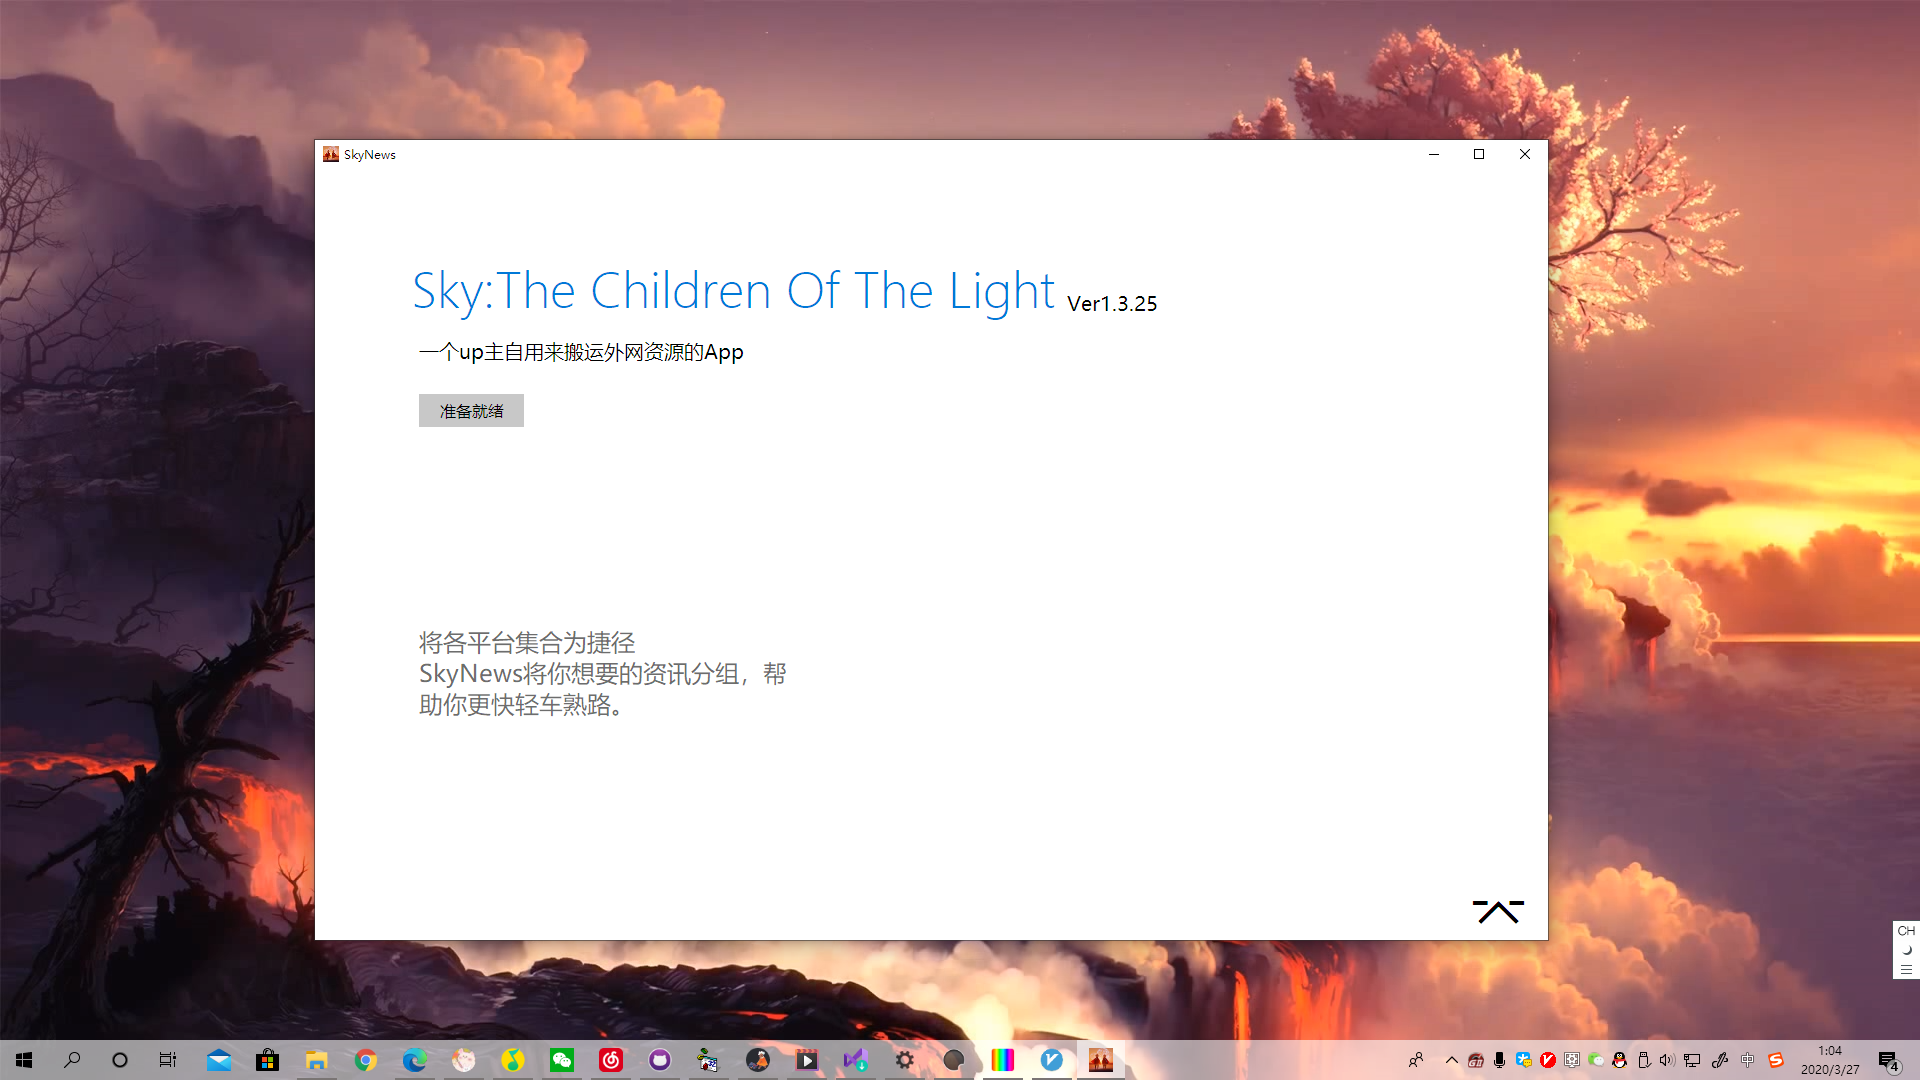 SkyNews
Sky:The Children Of The Light Ver1.3.25
一个up主自用来搬运外网资源的App
准备就绪
将各平台集合为捷径
SkyNews将你想要的资讯分组，帮
助你更快轻车熟路。
CH
中
1:04
2020/3/27
4